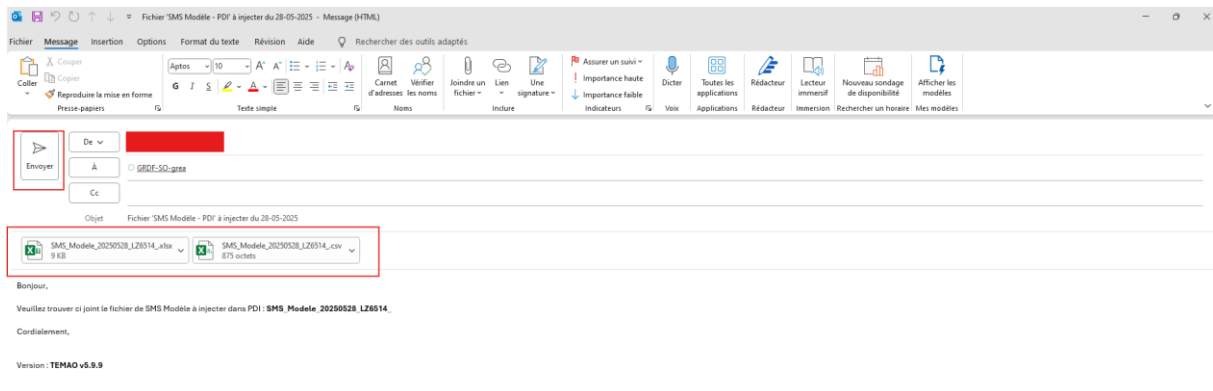 Fichier 'SMS Modèle - PDI' à injecter du 28-05-2025 - Message (HTML)
Fichier Message Insertion Options Format du texte Révision Aide Rechercher des outils adaptés
Coller
Couper
Copier
Reproduire la mise en forme
Presse-papiers
Aptos 10
G I S
Texte simple
Carnet d'adresses
Vérifier les noms
Noms
Joindre un fichier
Lien
Une signature
Inclure
Assurer un suivi
Importance haute
Importance faible
Indicateurs
Dicter
Voix
Toutes les applications
Applications
Rédacteur
Rédacteur
Lecteur immersif
Immersion
Nouveau sondage de disponibilité
Rechercher un horaire
Afficher les modèles
Mes modèles
Envoyer
De
À GRDF-SO-grea
Cc
Objet Fichier 'SMS Modèle - PDI' à injecter du 28-05-2025
SMS_Modele_20250528_LZ6514_.xlsx
9 KB
SMS_Modele_20250528_LZ6514_.csv
875 octets
Bonjour,
Veuillez trouver ci joint le fichier de SMS Modèle à injecter dans PDI : SMS_Modele_20250528_LZ6514_
Cordialement,
Version : TEMAO v5.9.9